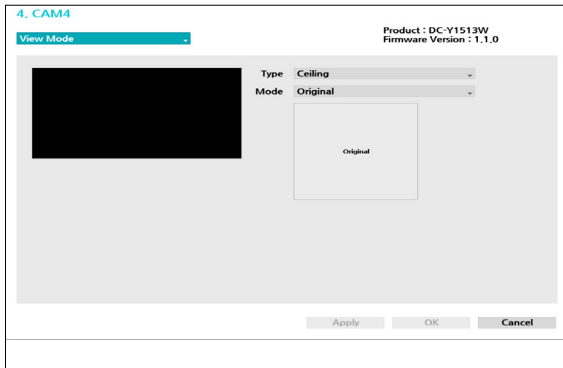 4. CAM4
Product : DC-Y1513W
View Mode
Firmware Version : 1.1.0
Type Ceiling
Mode Original
Original
Apply OK Cancel